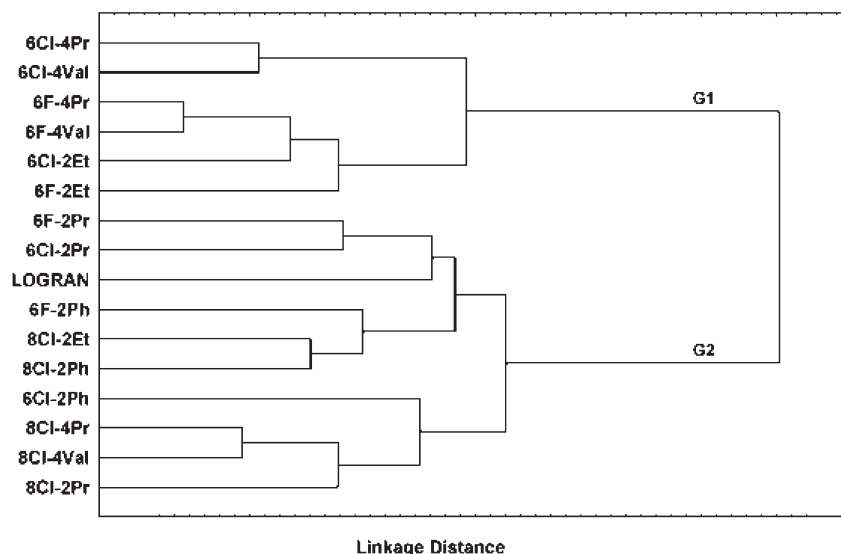 6Cl-4Pr
6Cl-4Val
G1
6F-4Pr
6F-4Val
6Cl-2Et
6F-2Et
6F-2Pr
6Cl-2Pr
LOGRAN
6F-2Ph
8Cl-2Et
G2
8Cl-2Ph
6Cl-2Ph
8Cl-4Pr
8Cl-4Val
8Cl-2Pr
Linkage Distance